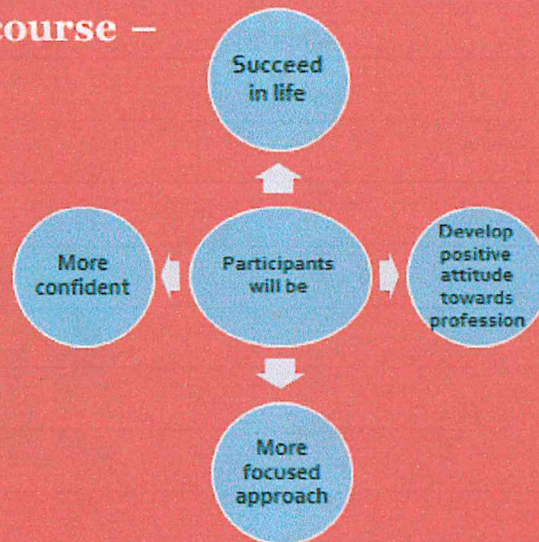 course –
Succeed
in life
More
confident
Participants
will be
Develop
positive
attitude
towards
profession
More
focused
approach